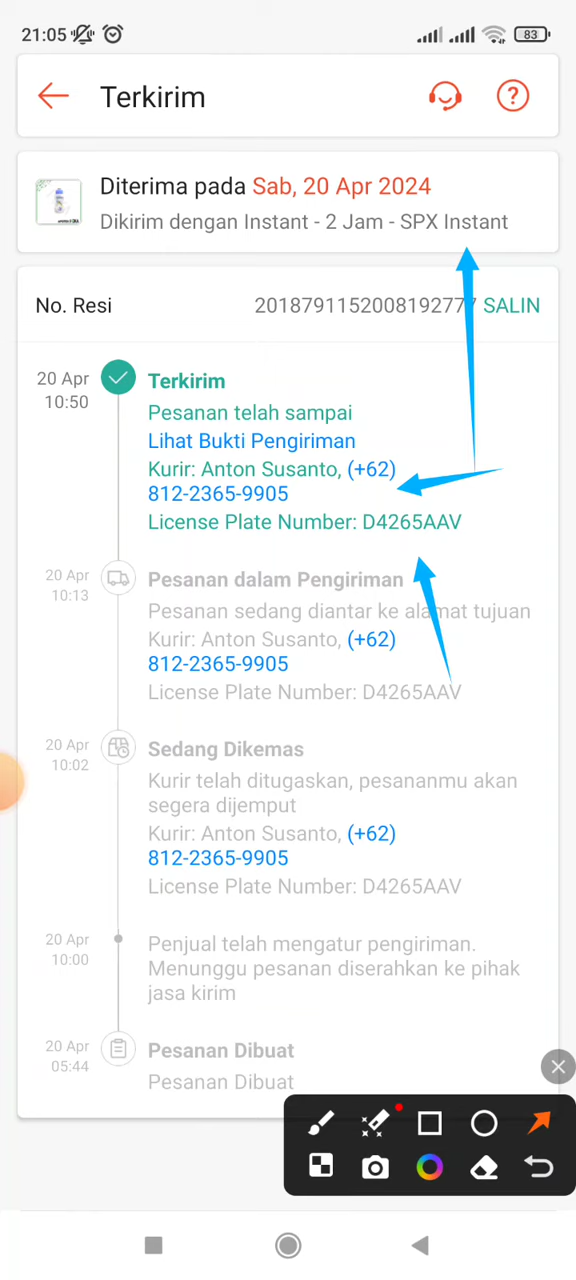 21:05
83
Terkirim
Diterima pada Sab, 20 Apr 2024
Dikirim dengan Instant - 2 Jam - SPX Instant
No. Resi 2018791152008192777 SALIN
20 Apr Terkirim
10:50
Pesanan telah sampai
Lihat Bukti Pengiriman
Kurir: Anton Susanto, (+62)
812-2365-9905
License Plate Number: D4265AAV
20 Apr Pesanan dalam Pengiriman
10:13
Pesanan sedang diantar ke alamat tujuan
Kurir: Anton Susanto, (+62)
812-2365-9905
License Plate Number: D4265AAV
20 Apr Sedang Dikemas
10:02
Kurir telah ditugaskan, pesananmu akan
segera dijemput
Kurir: Anton Susanto, (+62)
812-2365-9905
License Plate Number: D4265AAV
20 Apr Penjual telah mengatur pengiriman.
10:00 Menunggu pesanan diserahkan ke pihak
jasa kirim
20 Apr Pesanan Dibuat
05:44
Pesanan Dibuat